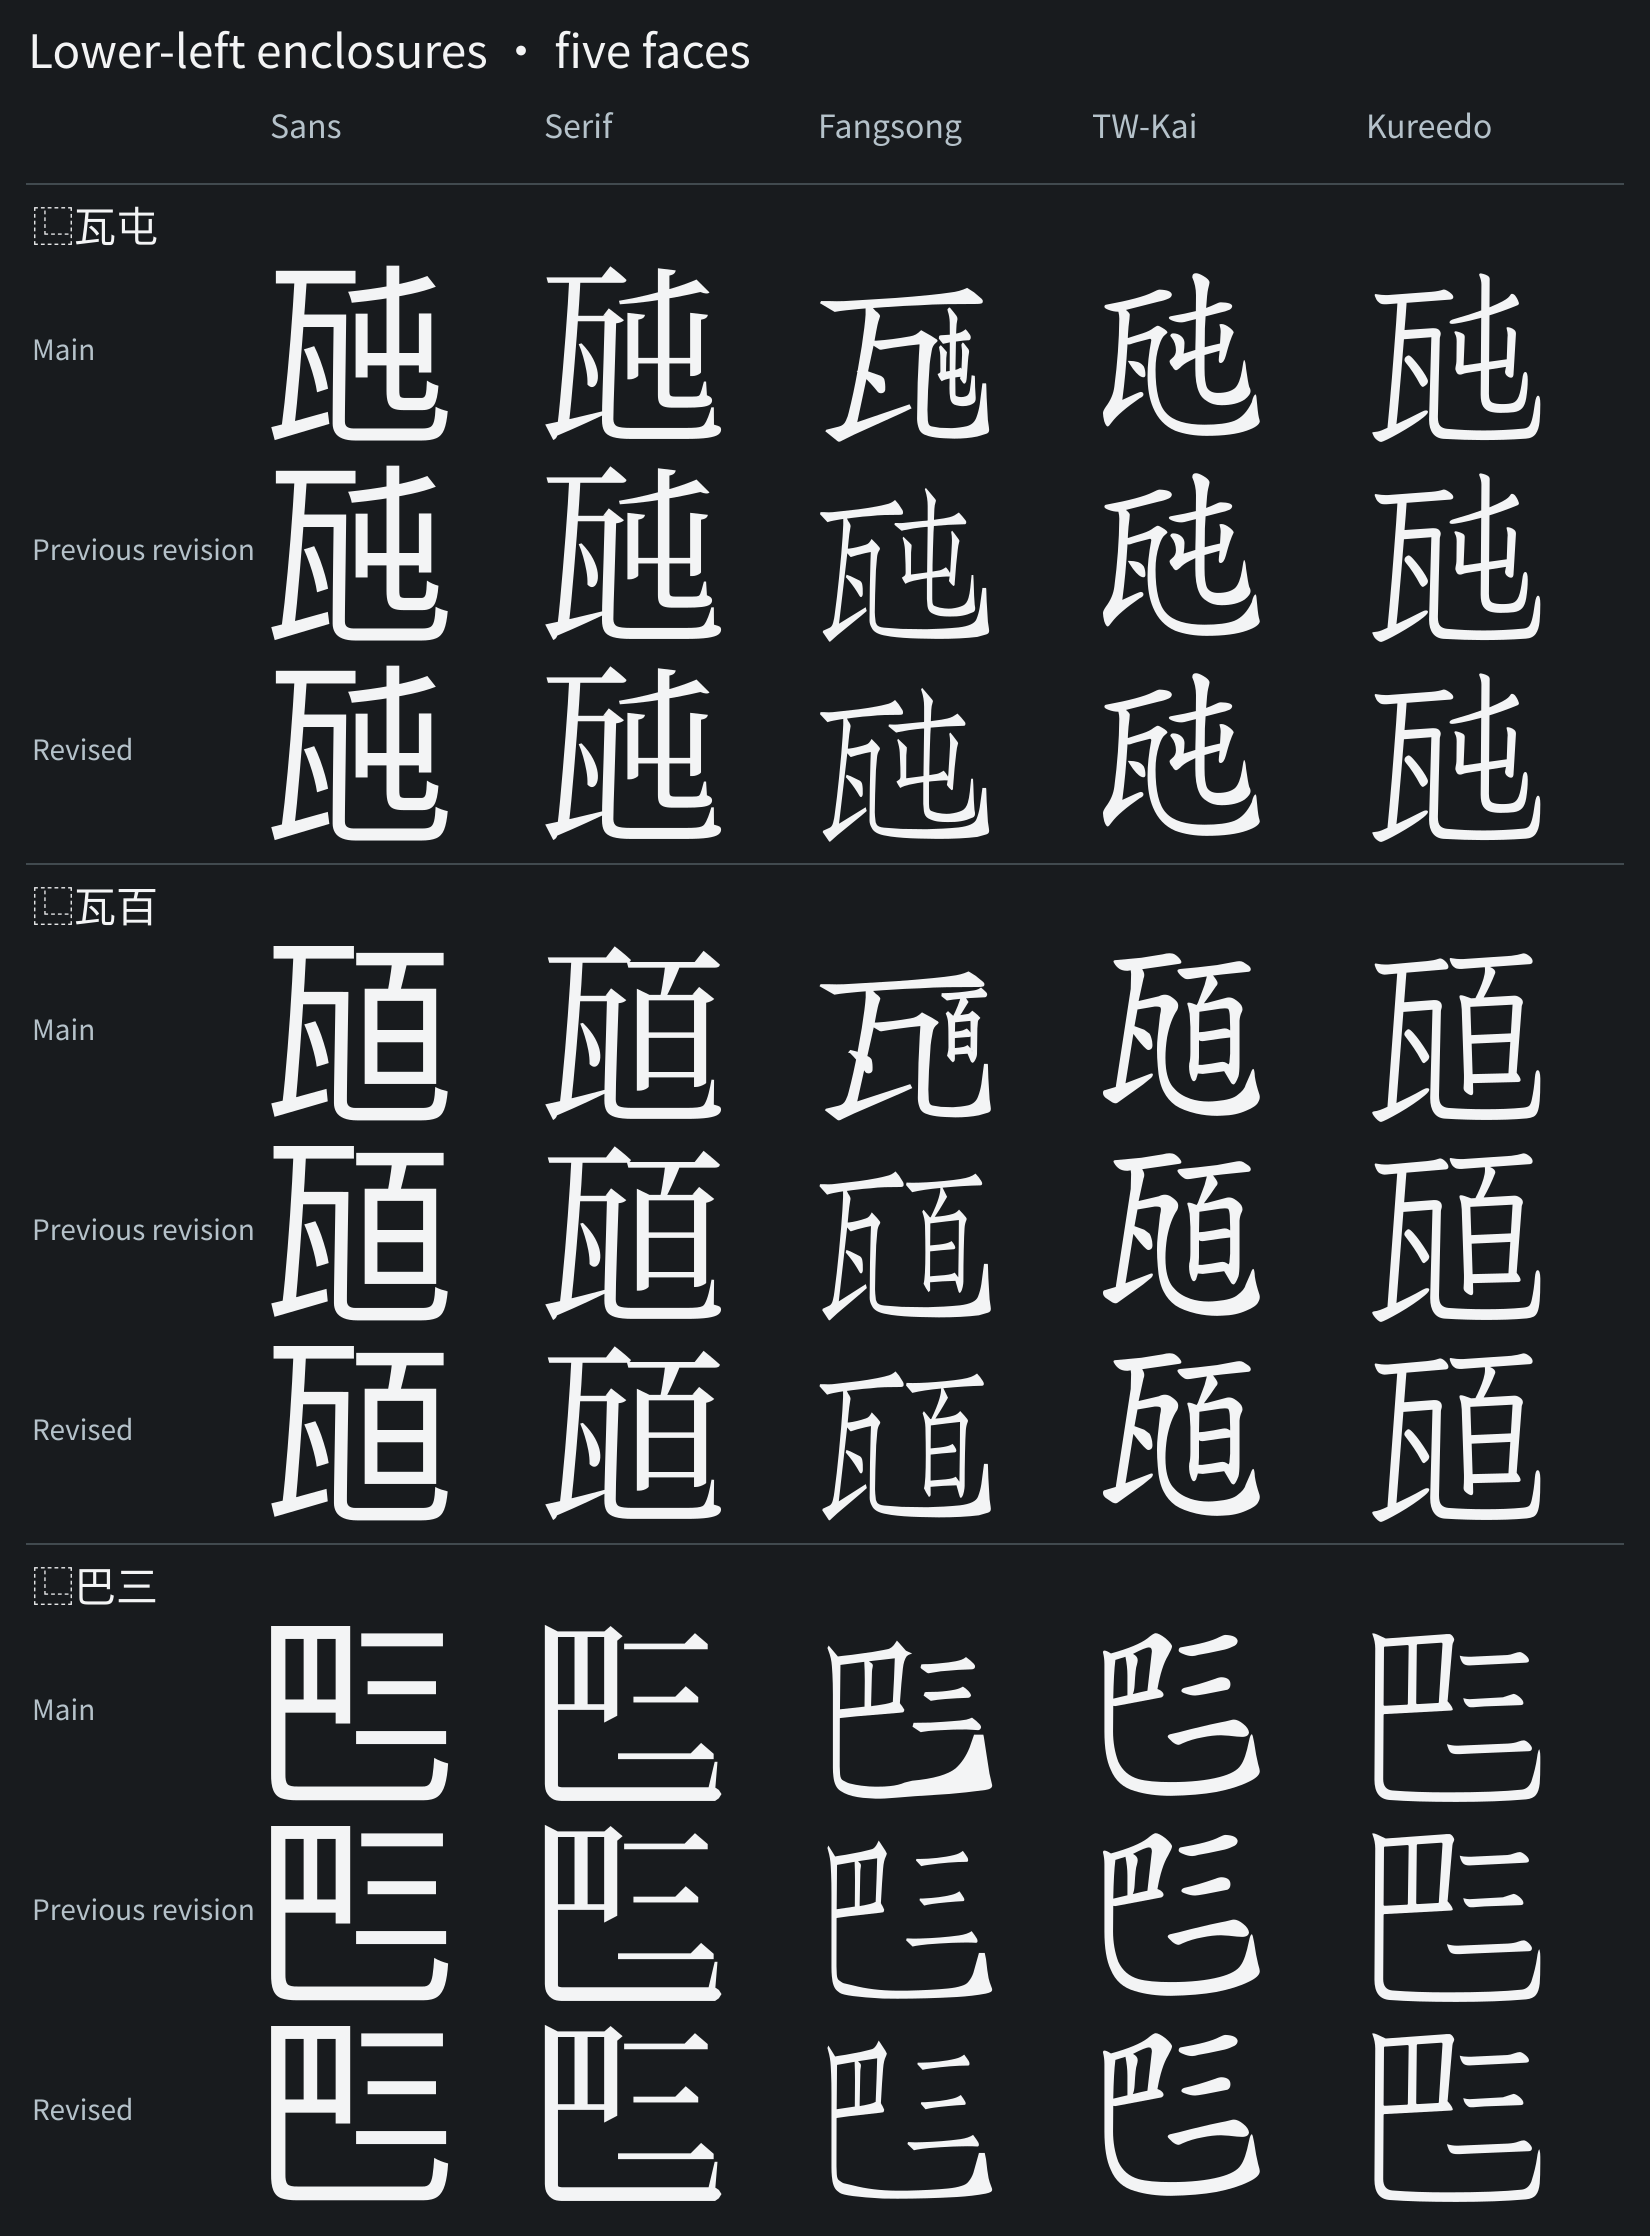 Lower-left enclosures • five faces
Sans Serif Fangsong TW-Kai Kureedo
⿺瓦屯
Main 瓲 瓲 瓲 瓲 瓲
Previous revision 瓲 瓲 瓲 瓲 瓲
Revised 瓲 瓲 瓲 瓲 瓲
⿺瓦百
Main 瓸 瓸 瓸 瓸 瓸
Previous revision 瓸 瓸 瓸 瓸 瓸
Revised 瓸 瓸 瓸 瓸 瓸
⿺巴三
Main
Previous revision
Revised